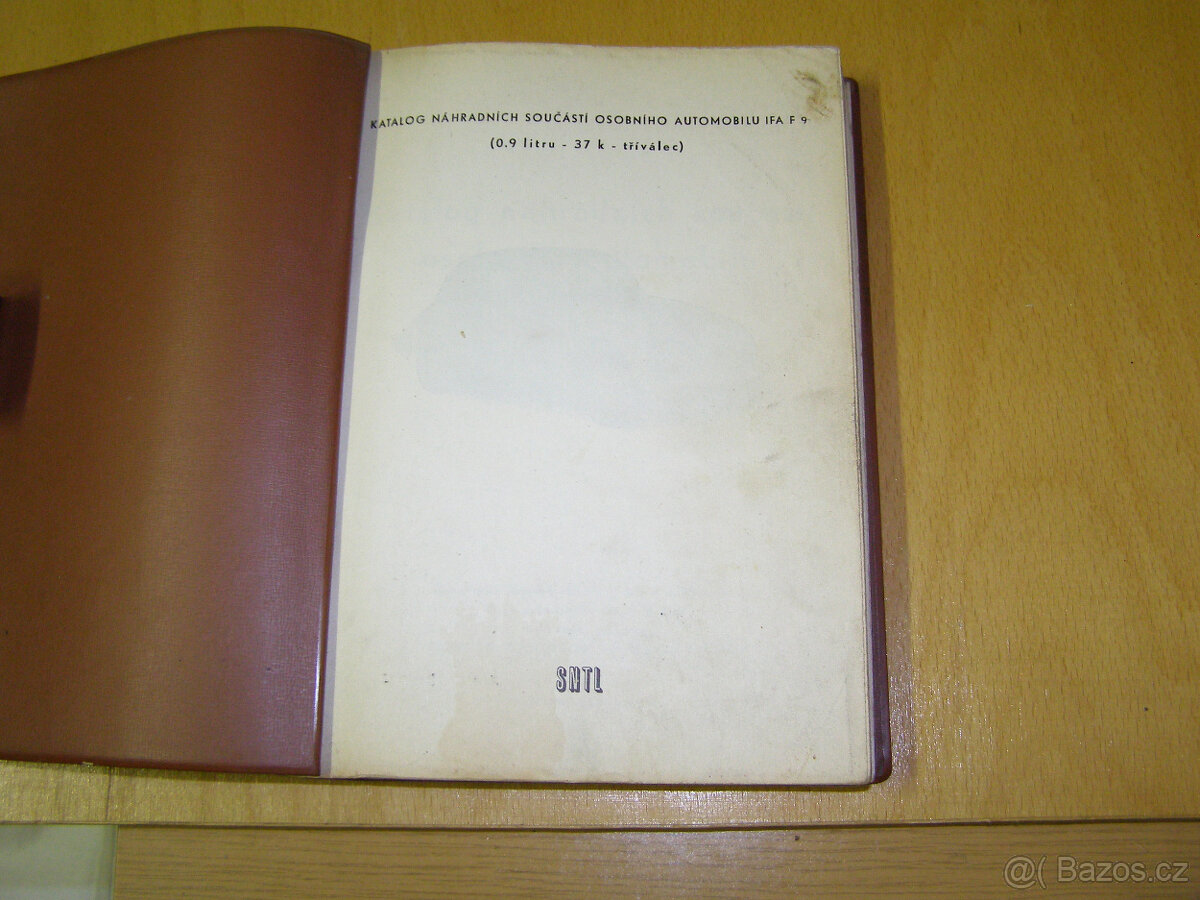 KATALOG NÁHRADNÍCH SOUČÁSTÍ OSOBNÍHO AUTOMOBILU IFA F 9
(0.9 litru - 37 k - tříválec)
SNTL
@( Bazos.cz